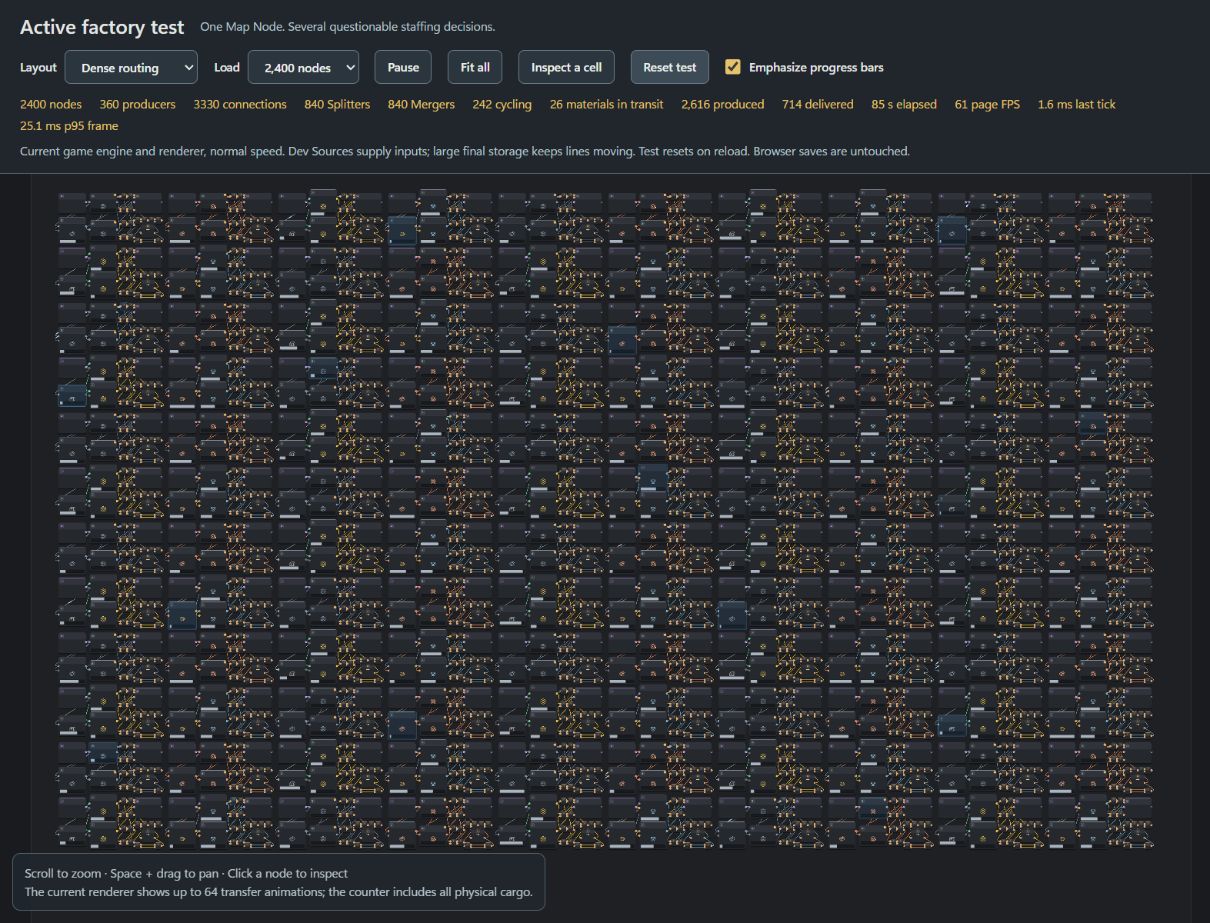 Active factory test One Map Node. Several questionable staffing decisions.
Layout Dense routing Load 2,400 nodes Pause Fit all Inspect a cell Reset test Emphasize progress bars
2400 nodes 360 producers 3330 connections 840 Splitters 840 Mergers 242 cycling 26 materials in transit 2,616 produced 714 delivered 85 s elapsed 61 page FPS 1.6 ms last tick
25.1 ms p95 frame
Current game engine and renderer, normal speed. Dev Sources supply inputs; large final storage keeps lines moving. Test resets on reload. Browser saves are untouched.
Scroll to zoom · Space + drag to pan · Click a node to inspect
The current renderer shows up to 64 transfer animations; the counter includes all physical cargo.